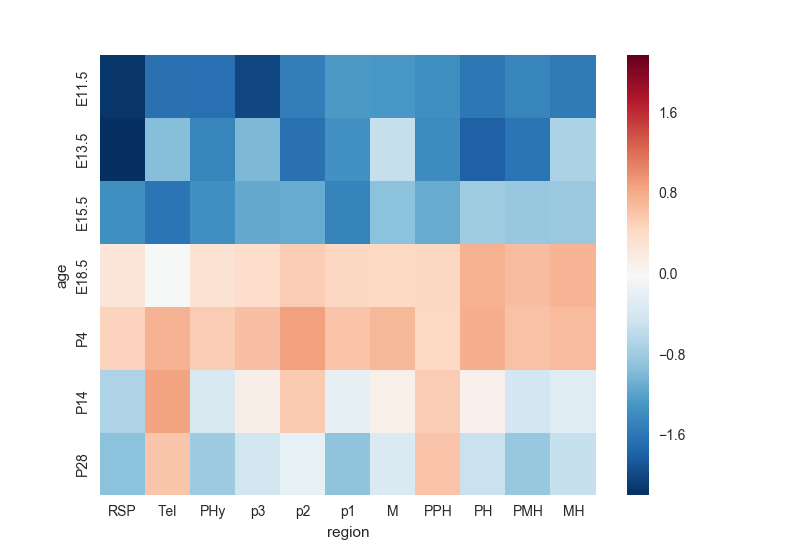 age
E11.5
E13.5
E15.5
E18.5
P4
P14
P28
RSP Tel PHy p3 p2 p1 M PPH PH PMH MH
region
1.6
0.8
0.0
−0.8
−1.6